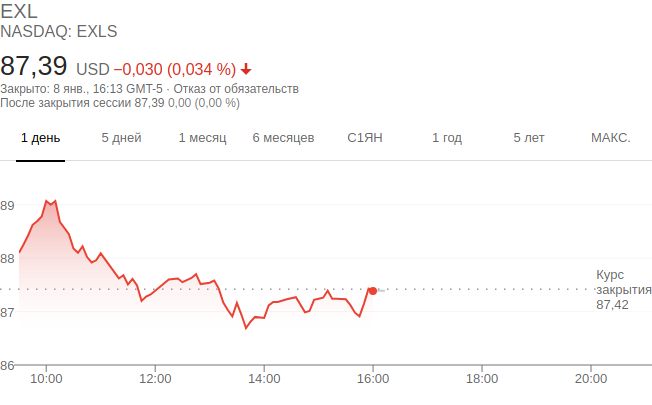 EXL
NASDAQ: EXLS
87,39 USD −0,030 (0,034 %)
Закрыто: 8 янв., 16:13 GMT-5 · Отказ от обязательств
После закрытия сессии 87,39 0,00 (0,00 %)
1 день 5 дней 1 месяц 6 месяцев С1ЯН 1 год 5 лет МАКС.
89
88
Курс
закрытия
87,42
87
86
10:00 12:00 14:00 16:00 18:00 20:00